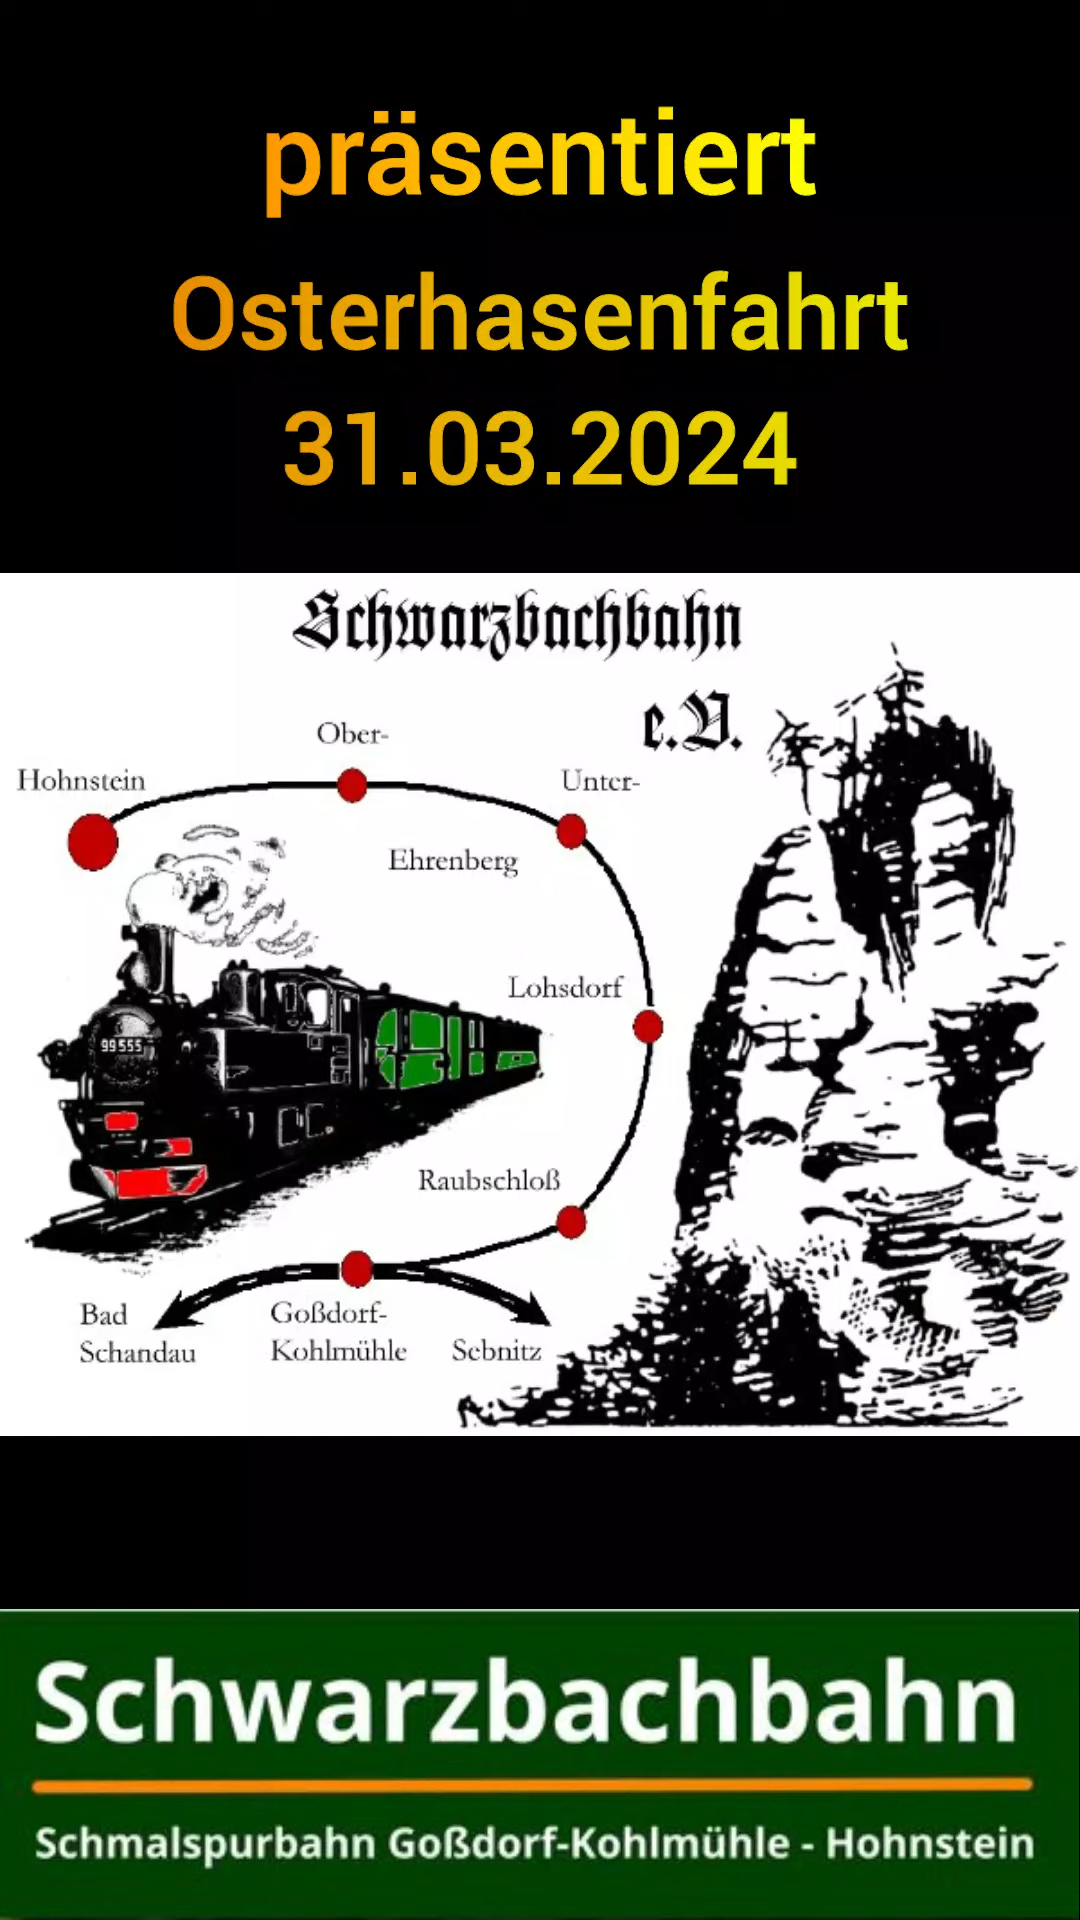 präsentiert
Osterhasenfahrt
31.03.2024
Schwarzbachbahn
e.V.
Ober-
Hohnstein
Unter-
Ehrenberg
Lohsdorf
99555
Raubschloß
Bad
Schandau
Goßdorf-
Kohlmühle
Sebnitz
Schwarzbachbahn
Schmalspurbahn Goßdorf-Kohlmühle - Hohnstein